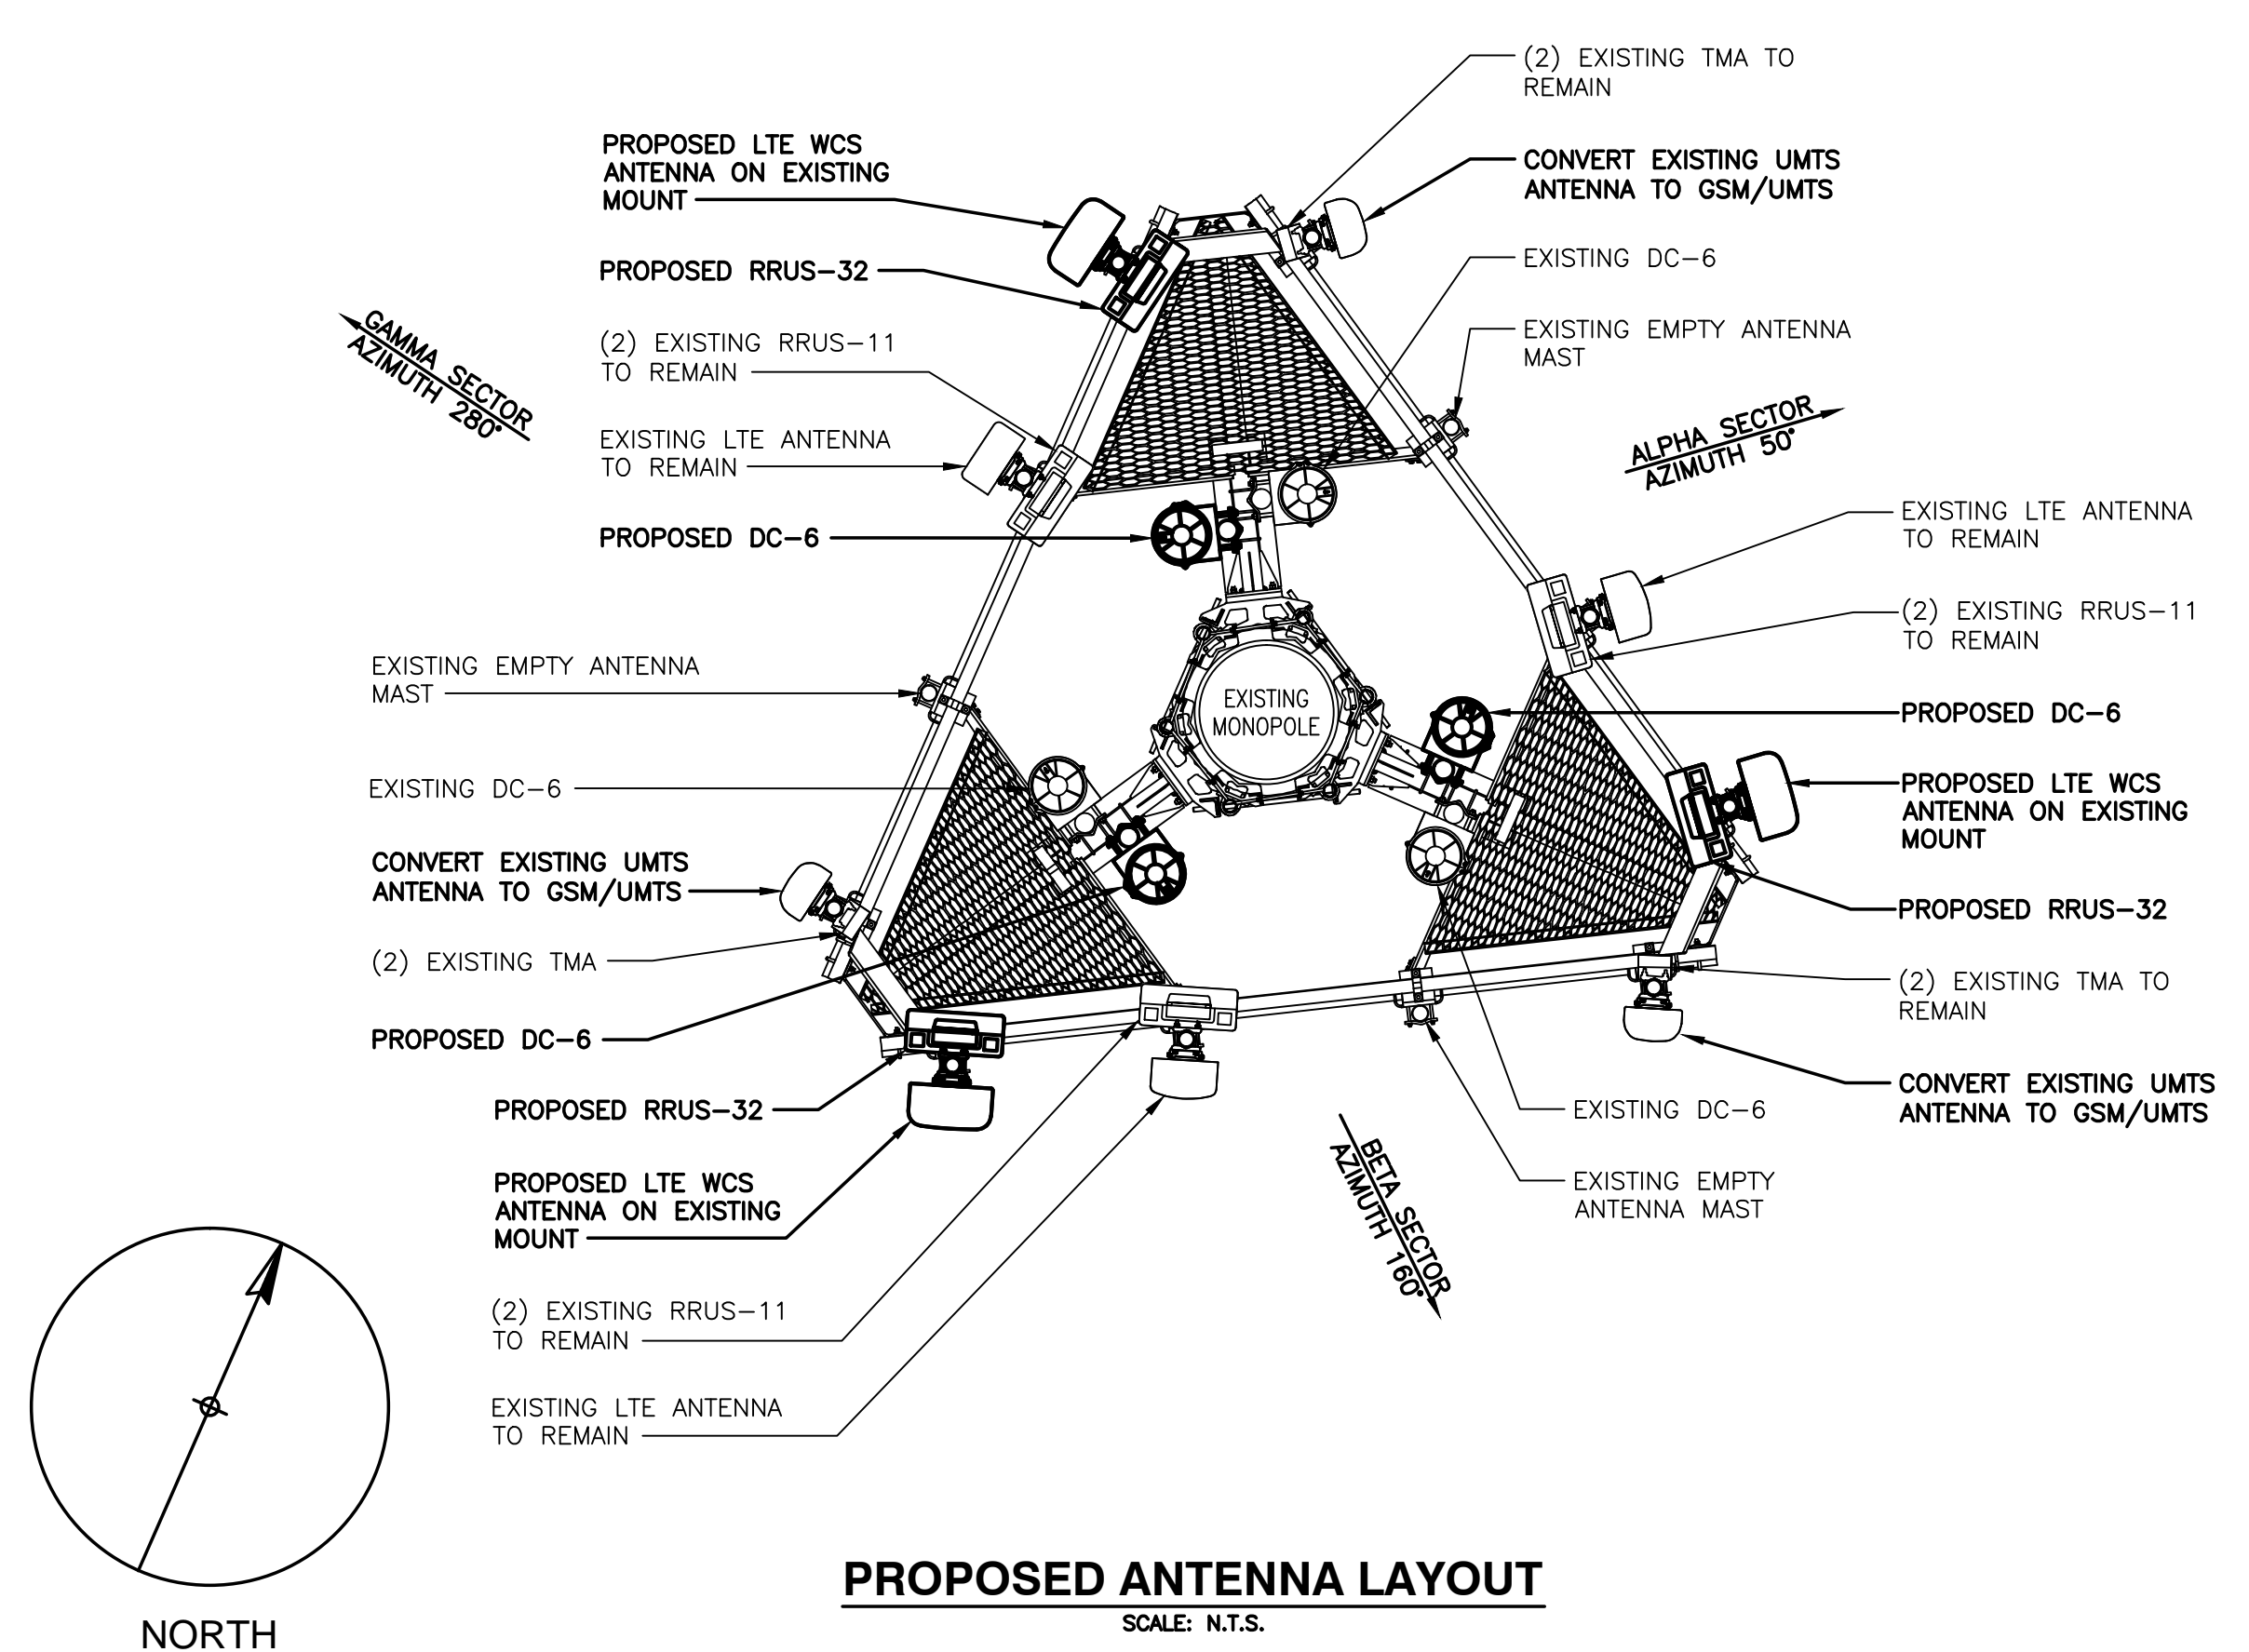 (2) EXISTING TMA TO
REMAIN
PROPOSED LTE WCS
ANTENNA ON EXISTING
MOUNT
CONVERT EXISTING UMTS
ANTENNA TO GSM/UMTS
PROPOSED RRUS-32
EXISTING DC-6
GAMMA SECTOR
AZIMUTH 280°
(2) EXISTING RRUS-11
TO REMAIN
EXISTING EMPTY ANTENNA
MAST
ALPHA SECTOR
AZIMUTH 50°
EXISTING LTE ANTENNA
TO REMAIN
EXISTING LTE ANTENNA
TO REMAIN
PROPOSED DC-6
(2) EXISTING RRUS-11
TO REMAIN
EXISTING EMPTY ANTENNA
MAST
EXISTING
MONOPOLE
PROPOSED DC-6
EXISTING DC-6
PROPOSED LTE WCS
ANTENNA ON EXISTING
MOUNT
CONVERT EXISTING UMTS
ANTENNA TO GSM/UMTS
PROPOSED RRUS-32
(2) EXISTING TMA
(2) EXISTING TMA TO
REMAIN
PROPOSED DC-6
CONVERT EXISTING UMTS
ANTENNA TO GSM/UMTS
PROPOSED RRUS-32
EXISTING DC-6
PROPOSED LTE WCS
ANTENNA ON EXISTING
MOUNT
EXISTING EMPTY
ANTENNA MAST
BETA SECTOR
AZIMUTH 160°
(2) EXISTING RRUS-11
TO REMAIN
EXISTING LTE ANTENNA
TO REMAIN
PROPOSED ANTENNA LAYOUT
SCALE: N.T.S.
NORTH